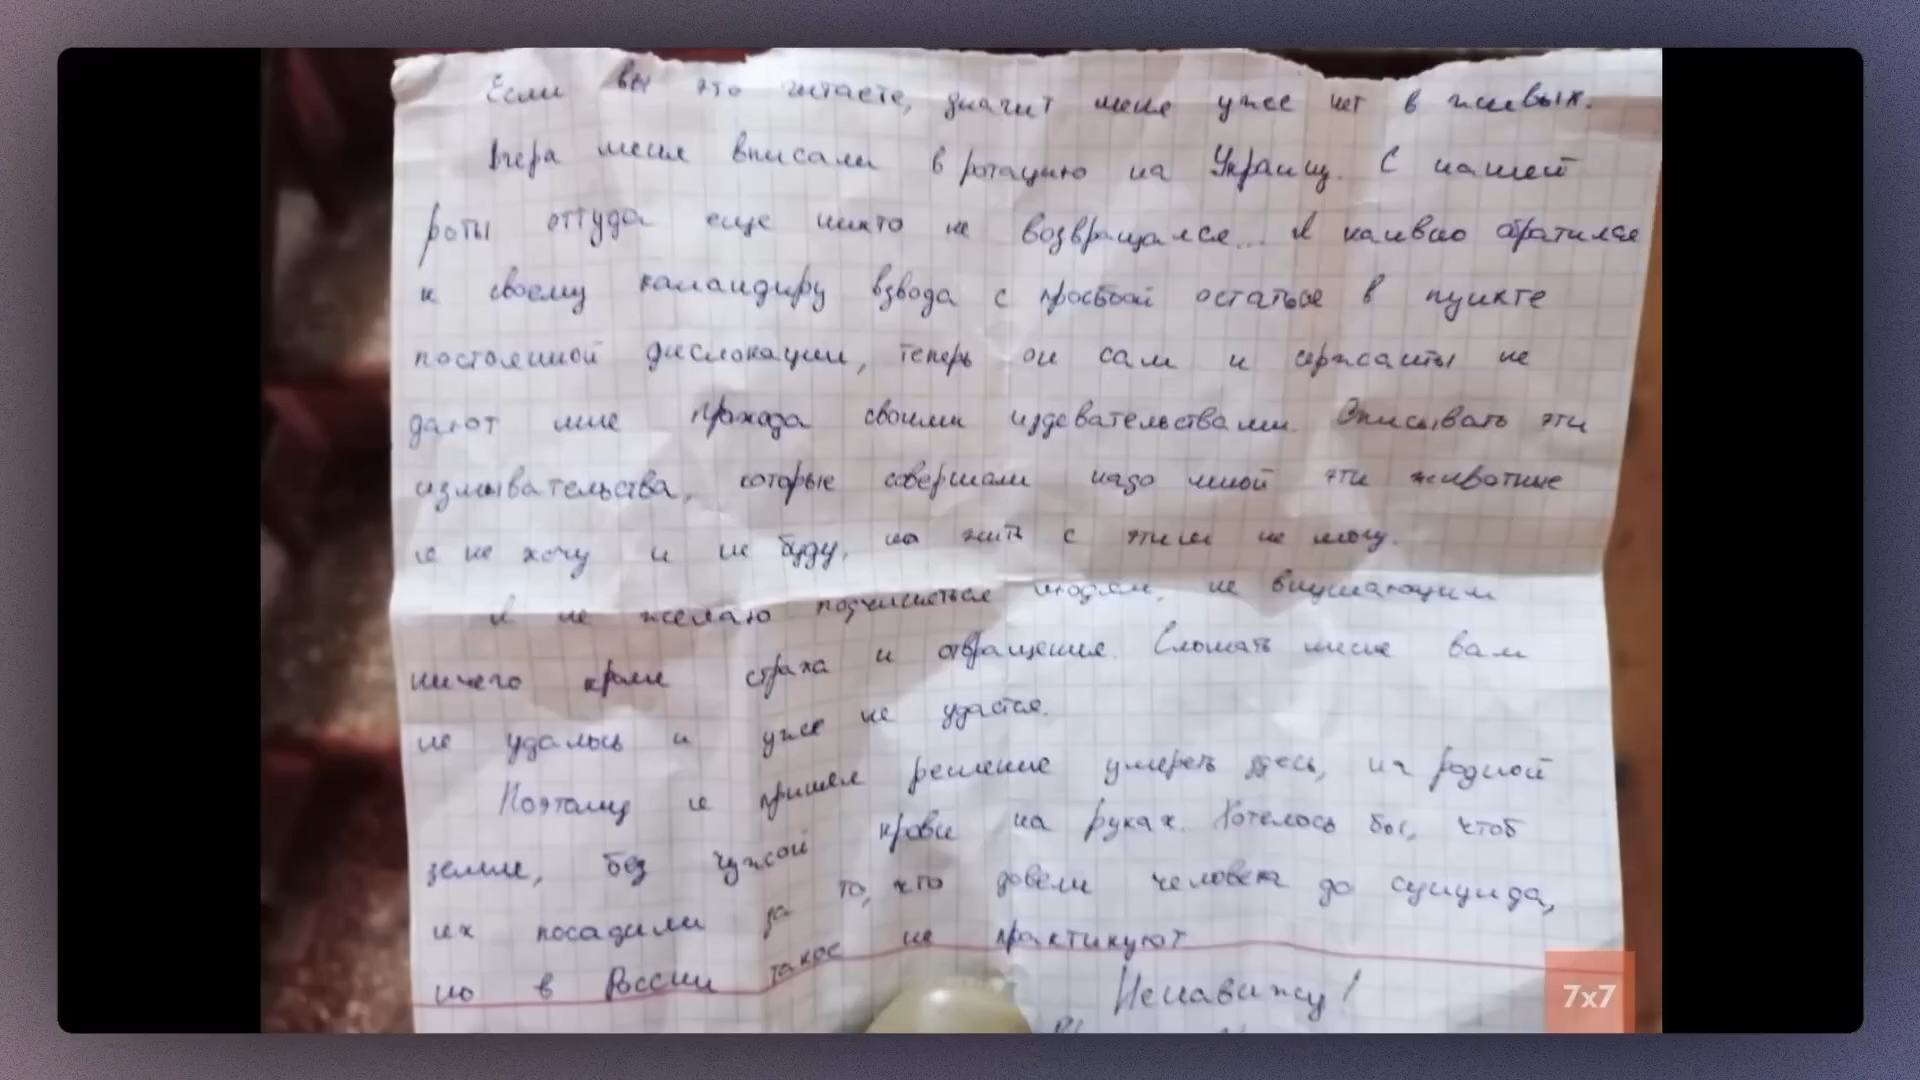 Если вы это читаете, значит меня уже нет в живых.
Вчера меня вписали в ротацию на Украину. С нашей
роты оттуда еще никто не возвращался... Я наивно обратился
к своему камандиру взвода с просьбой остаться в пункте
постоянной дислокации, теперь он сам и сержанты не
дают мне прохода своими издевательствами. Описывать эти
измывательства, которые совершали надо мной эти животные
я не хочу и не буду, но жить с этим не могу.
Я не желаю подчиняться людям, не внушающим
ничего кроме страха и отвращения. Сломать меня вам
не удалось и уже не удастся.
Поэтому я пришел решение умереть здесь, на родной
земле, без чужой крови на руках. Хотелось бы, чтоб
их посадили за то, что довели человека до суицида,
но в России такое не практикуют
Ненавижу!
7x7